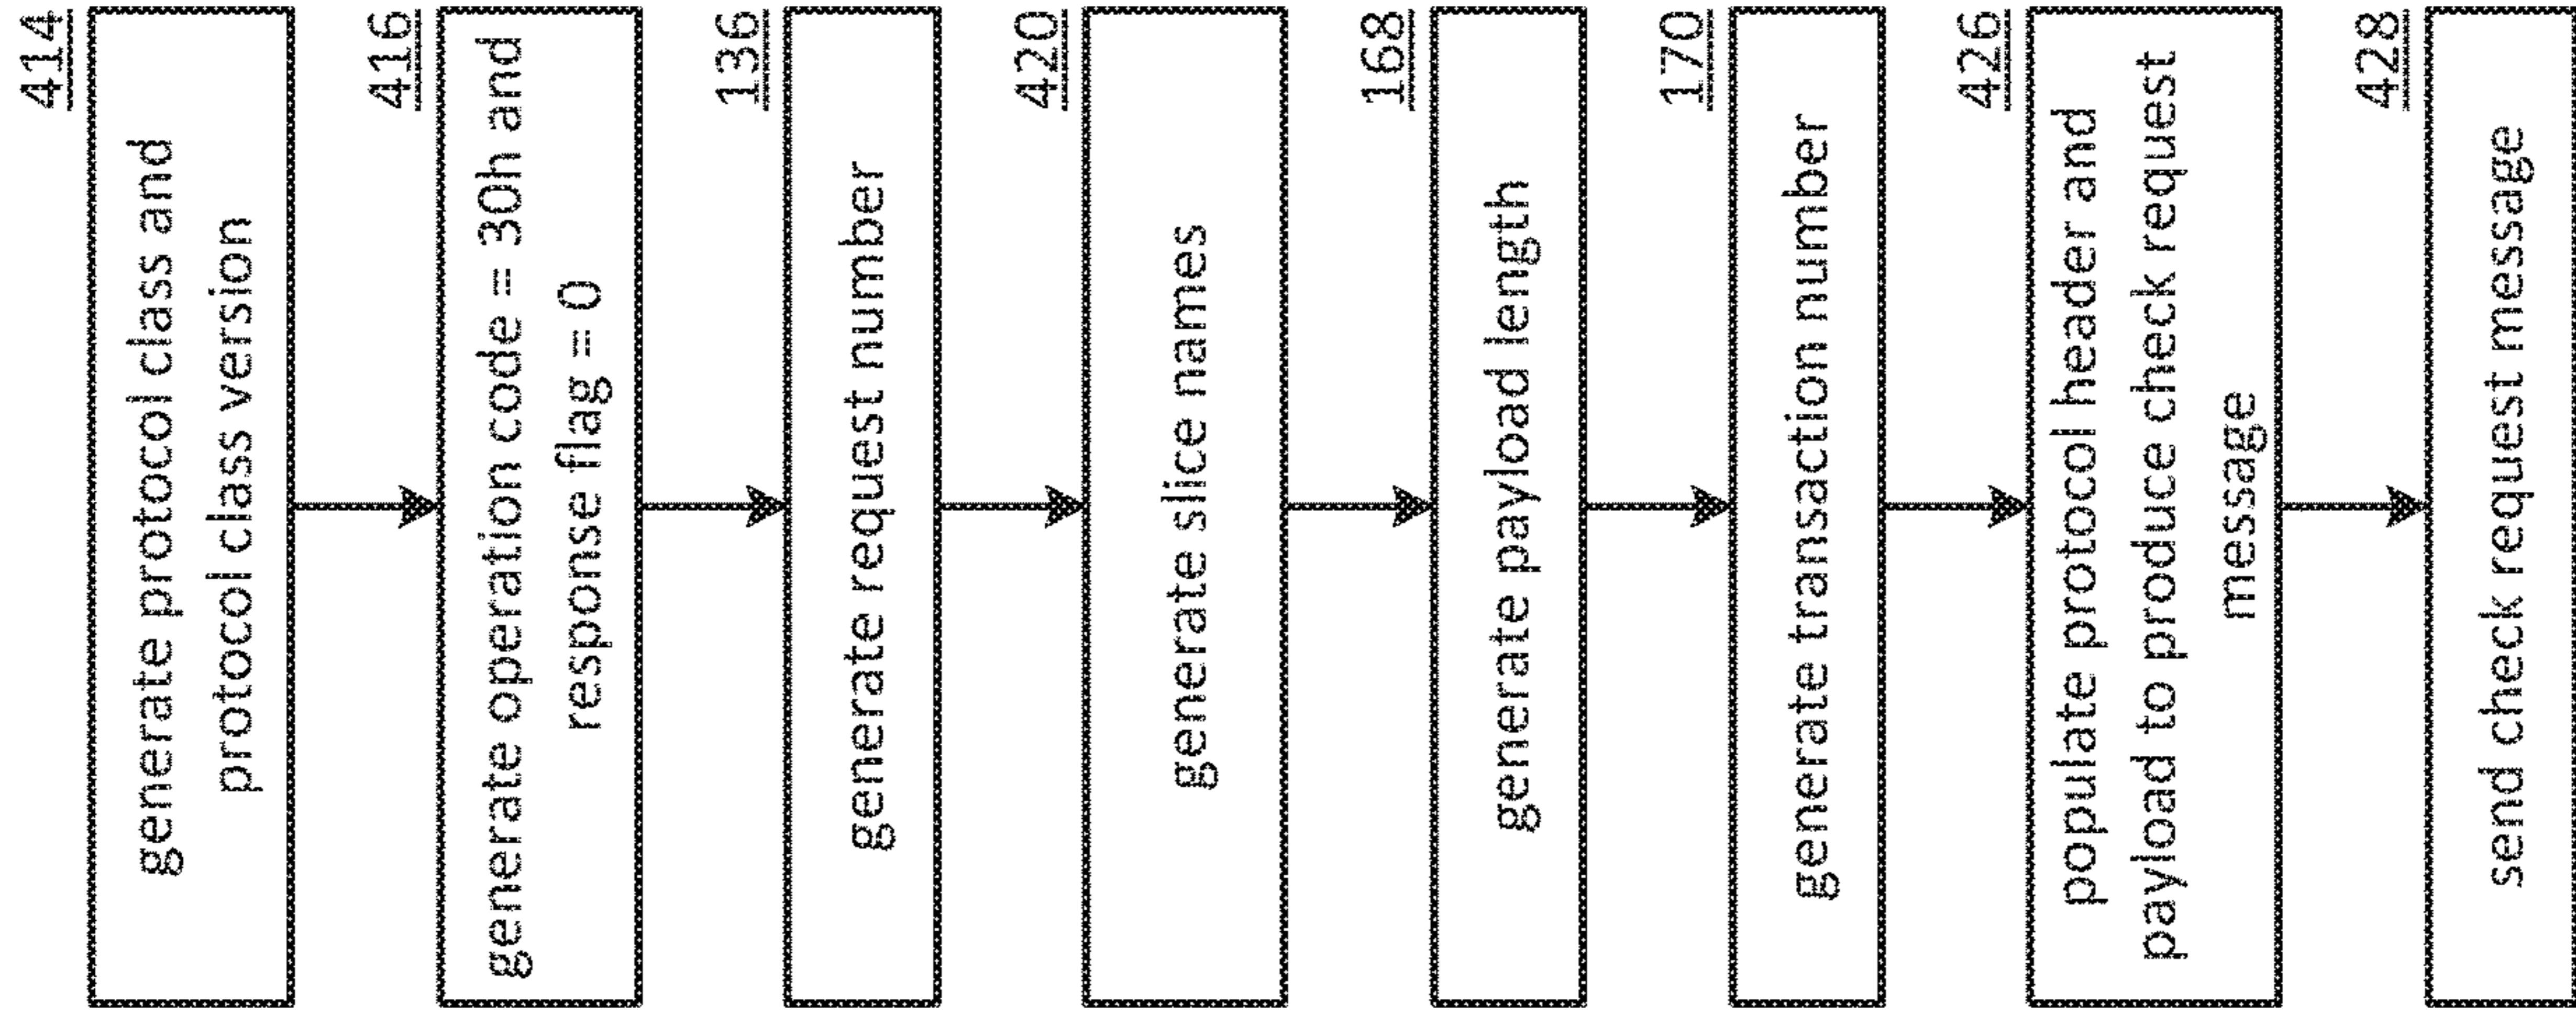 414
generate protocol class and
protocol class version
416
generate operation code = 30h and
response flag = 0
136
generate request number
420
generate slice names
168
generate payload length
170
generate transaction number
426
populate protocol header and
payload to produce check request
message
428
send check request message